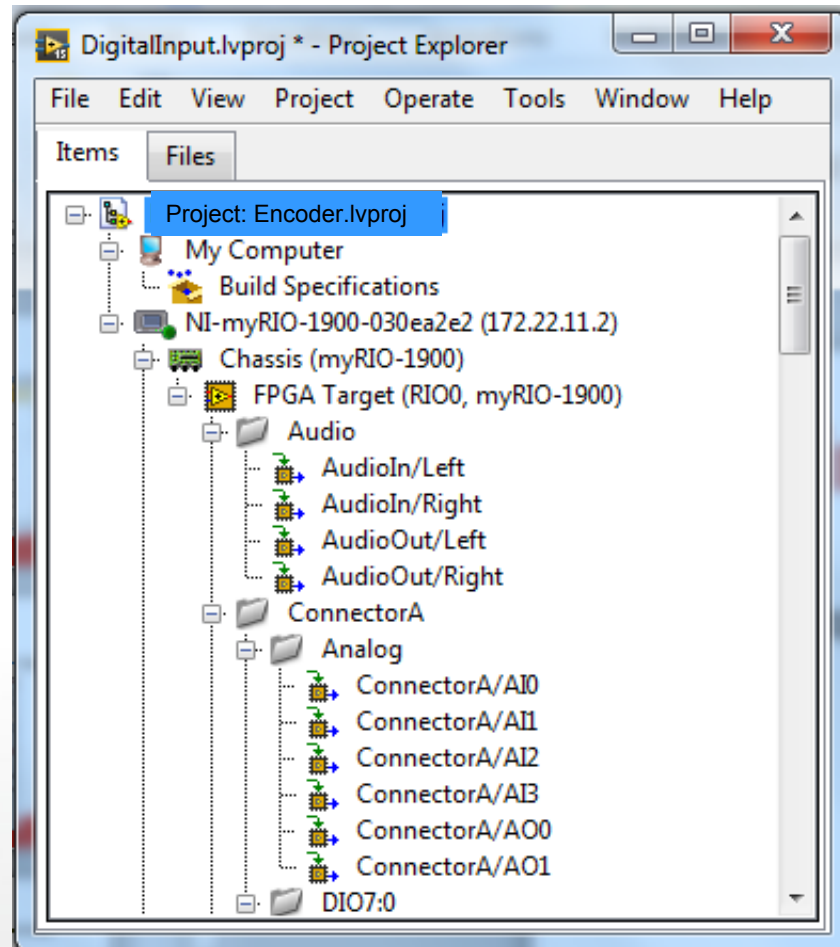 DigitalInput.lvproj * - Project Explorer
File Edit View Project Operate Tools Window Help
Items Files
Project: Encoder.lvproj
My Computer
Build Specifications
NI-myRIO-1900-030ea2e2 (172.22.11.2)
Chassis (myRIO-1900)
FPGA Target (RIO0, myRIO-1900)
Audio
AudioIn/Left
AudioIn/Right
AudioOut/Left
AudioOut/Right
ConnectorA
Analog
ConnectorA/AI0
ConnectorA/AI1
ConnectorA/AI2
ConnectorA/AI3
ConnectorA/AO0
ConnectorA/AO1
DIO7:0